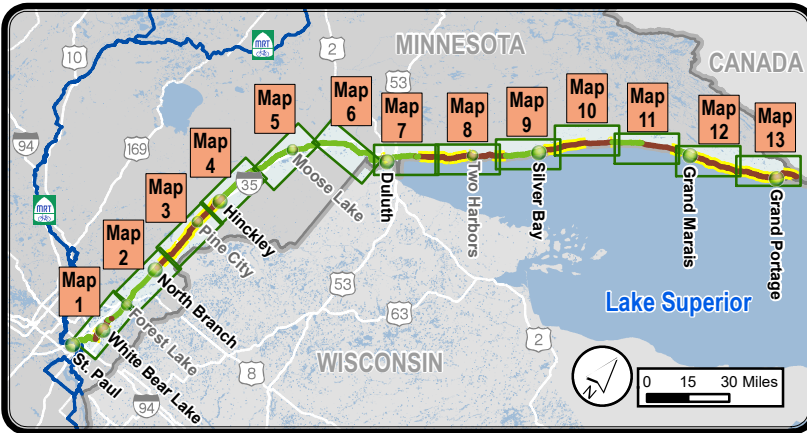 MRT
2
10
MINNESOTA
53
CANADA
Map
1
Map
2
Map
3
Map
4
Map
5
Map
6
Map
7
Map
8
Map
9
Map
10
Map
11
Map
12
Map
13
94
169
MRT
35
St. Paul
White Bear Lake
Forest Lake
North Branch
Pine City
Hinckley
Moose Lake
Duluth
Two Harbors
Silver Bay
Grand Marais
Grand Portage
Lake Superior
53
63
2
8
94
WISCONSIN
N
0 15 30 Miles